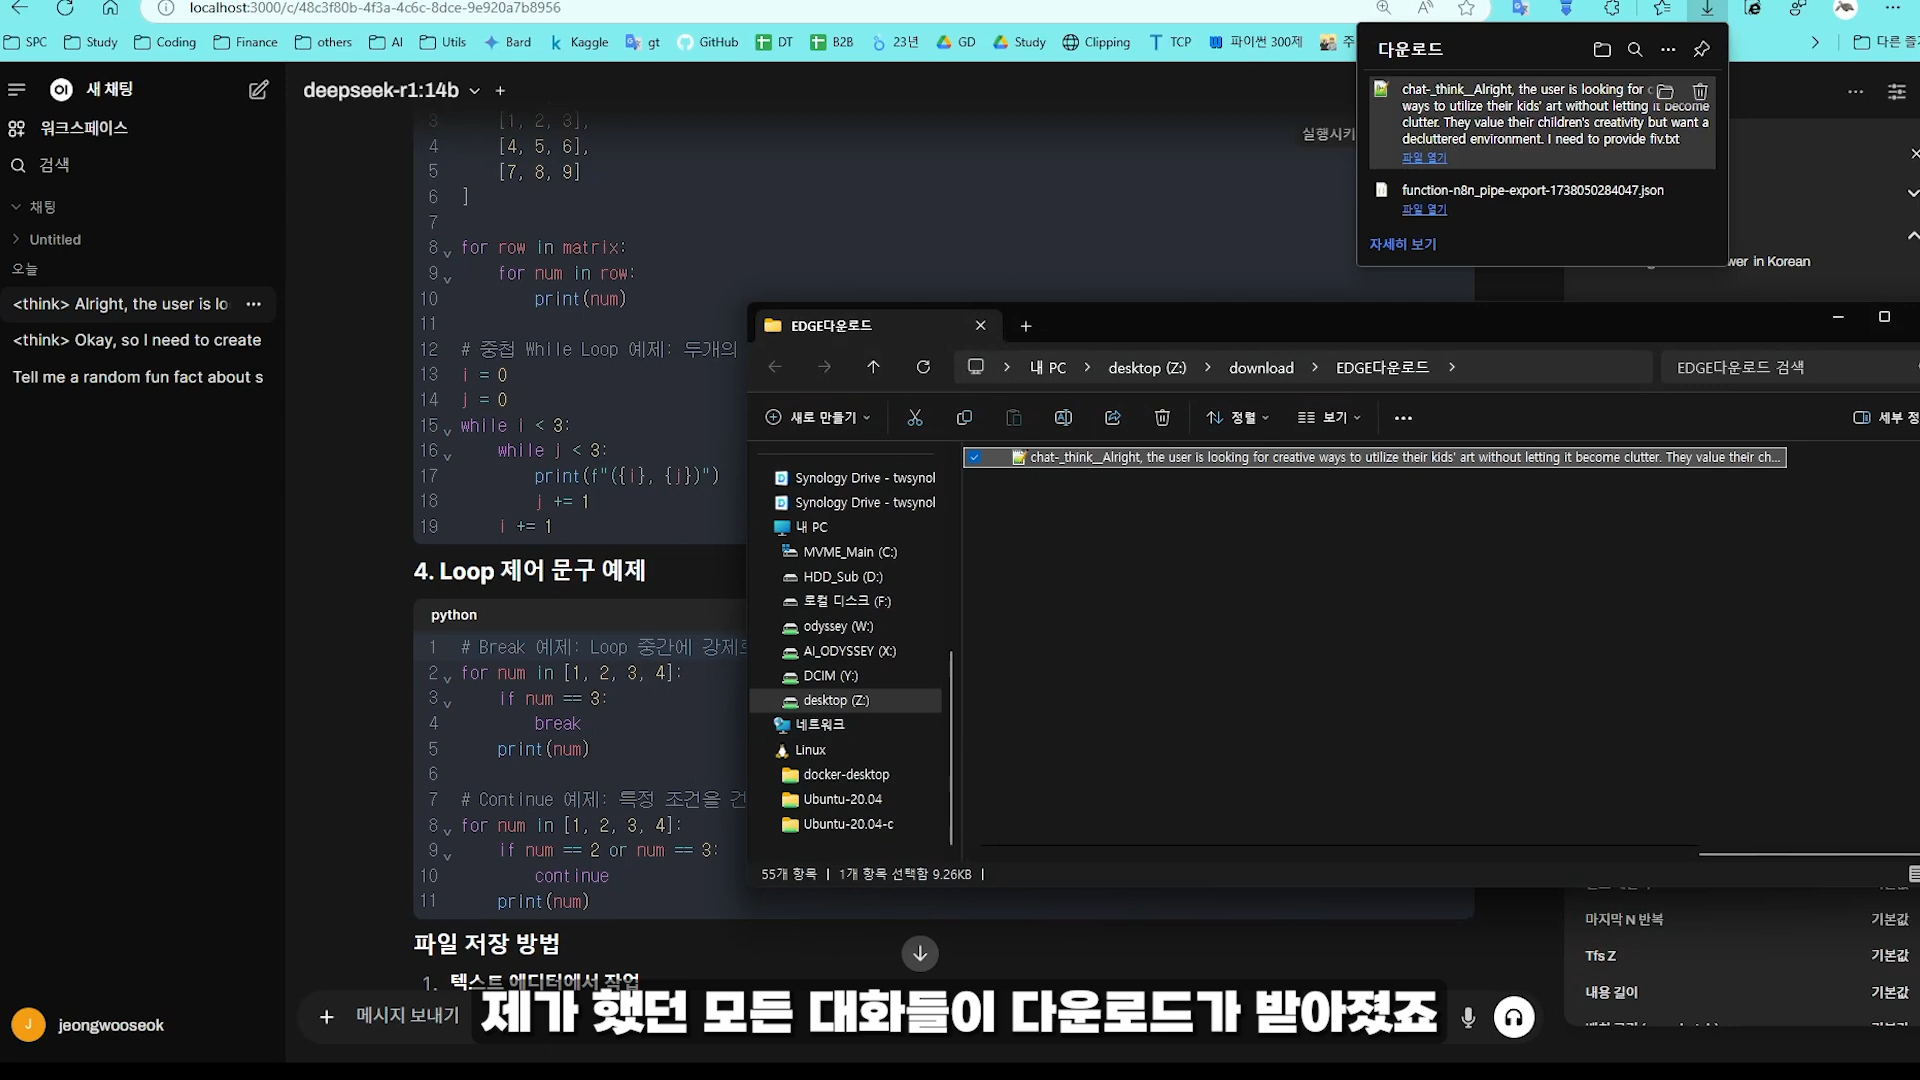 localhost:3000/c/48c3f80b-4f3a-4c6c-8dce-9e920a7b8956
SPC Study Coding Finance others AI Utils Bard Kaggle gt GitHub DT B2B 23년 GD Study Clipping TCP 파이썬 300제
다운로드
chat-_think__Alright, the user is looking for
ways to utilize their kids' art without letting it become
clutter. They value their children's creativity but want a
decluttered environment. I need to provide fiv.txt
파일 열기
function-n8n_pipe-export-1738050284047.json
파일 열기
자세히 보기
새 채팅
워크스페이스
검색
채팅
Untitled
오늘
<think> Alright, the user is lo
<think> Okay, so I need to create
Tell me a random fun fact about s
jeongwooseok
deepseek-r1:14b
실행시키
in Korean
3 [1, 2, 3],
4 [4, 5, 6],
5 [7, 8, 9]
6 ]
7
8 for row in matrix:
9 for num in row:
10 print(num)
11
12 # 중첩 While Loop 예제: 두개의
13 i = 0
14 j = 0
15 while i < 3:
16 while j < 3:
17 print(f"({i}, {j})")
18 j += 1
19 i += 1
4. Loop 제어 문구 예제
python
1 # Break 예제: Loop 중간에 강제
2 for num in [1, 2, 3, 4]:
3 if num == 3:
4 break
5 print(num)
6
7 # Continue 예제: 특정 조건을 건
8 for num in [1, 2, 3, 4]:
9 if num == 2 or num == 3:
10 continue
11 print(num)
파일 저장 방법
1. 텍스트 에디터에서 작업
메시지 보내기
EDGE다운로드
내 PC > desktop (Z:) > download > EDGE다운로드 >
EDGE다운로드 검색
새로 만들기
정렬
보기
세부 정
Synology Drive - twsynol
Synology Drive - twsynol
내 PC
MVME_Main (C:)
HDD_Sub (D:)
로컬 디스크 (F:)
odyssey (W:)
AI_ODYSSEY (X:)
DCIM (Y:)
desktop (Z:)
네트워크
Linux
docker-desktop
Ubuntu-20.04
Ubuntu-20.04-c
chat-_think__Alright, the user is looking for creative ways to utilize their kids' art without letting it become clutter. They value their ch...
55개 항목 | 1개 항목 선택함 9.26KB |
마지막 N 반복 기본값
Tfs Z 기본값
내용 길이 기본값
제가 했던 모든 대화들이 다운로드가 받아졌죠